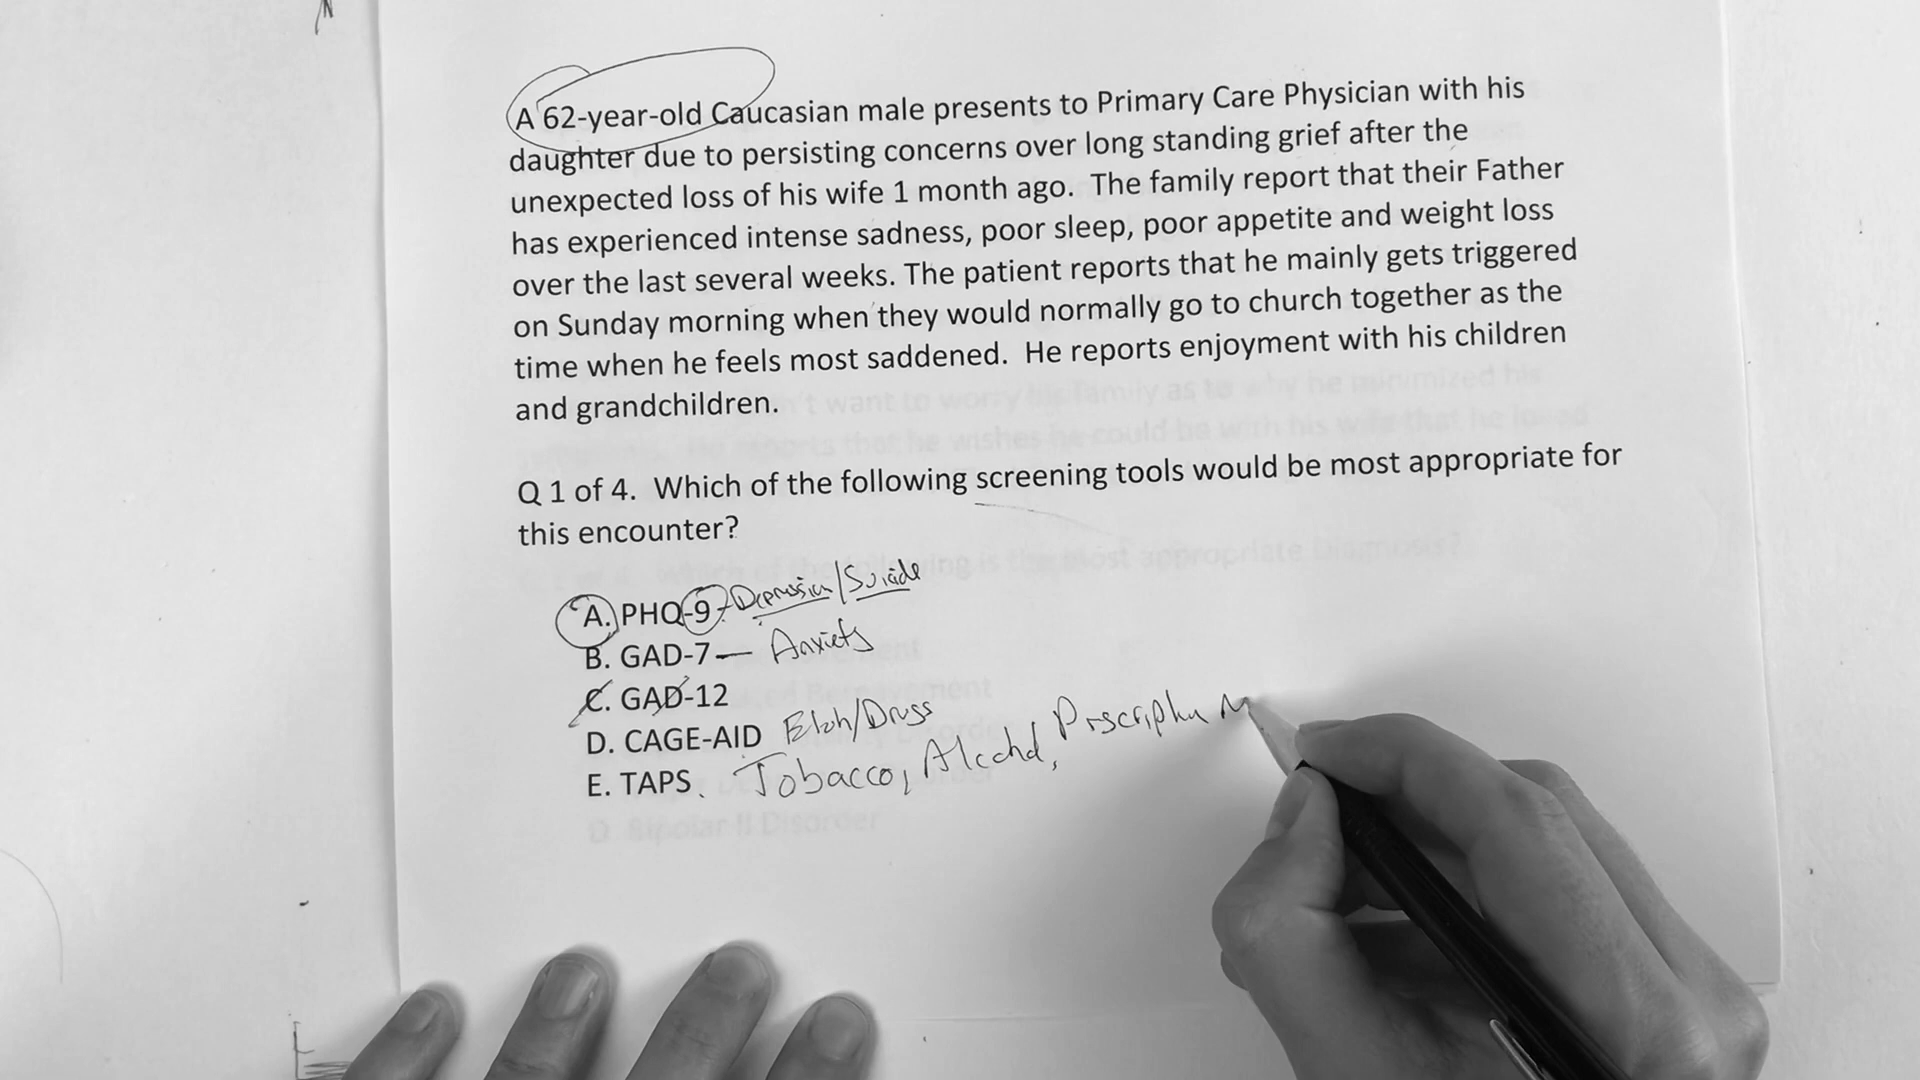 A 62-year-old Caucasian male presents to Primary Care Physician with his
daughter due to persisting concerns over long standing grief after the
unexpected loss of his wife 1 month ago. The family report that their Father
has experienced intense sadness, poor sleep, poor appetite and weight loss
over the last several weeks. The patient reports that he mainly gets triggered
on Sunday morning when they would normally go to church together as the
time when he feels most saddened. He reports enjoyment with his children
and grandchildren.
Q 1 of 4. Which of the following screening tools would be most appropriate for
this encounter?
A. PHQ-9 - Depression/Suicide
B. GAD-7 — Anxiety
C. GAD-12
D. CAGE-AID Etoh/Drugs
E. TAPS. Tobacco, Alcohol, Prescription M